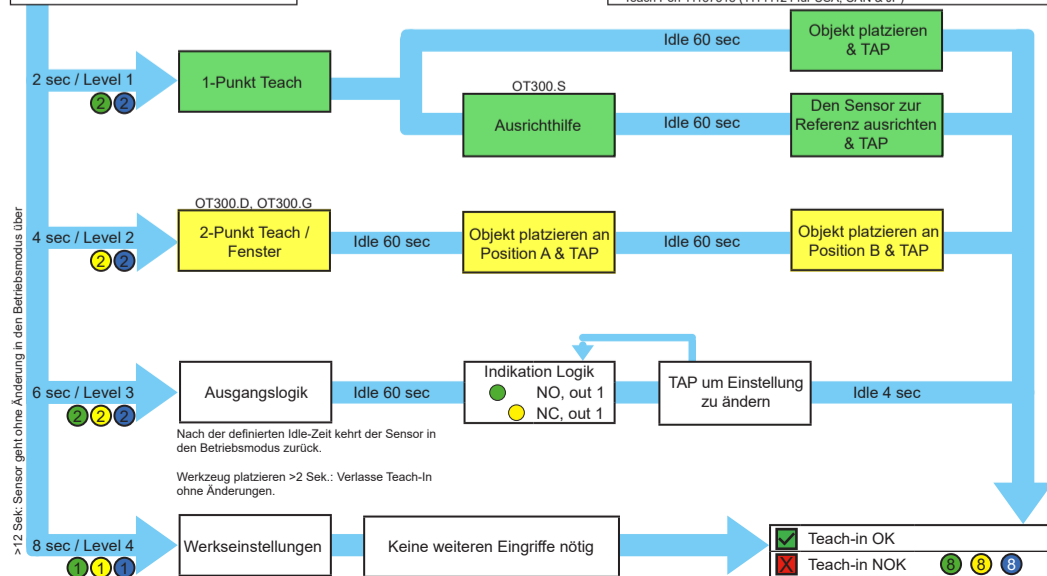 Idle 60 sec
Objekt platzieren
& TAP
2 sec / Level 1
2 2
1-Punkt Teach
OT300.S
Ausrichthilfe
Idle 60 sec
Den Sensor zur
Referenz ausrichten
& TAP
>12 Sek: Sensor geht ohne Änderung in den Betriebsmodus über
4 sec / Level 2
2 2
OT300.D, OT300.G
2-Punkt Teach /
Fenster
Idle 60 sec
Objekt platzieren an
Position A & TAP
Idle 60 sec
Objekt platzieren an
Position B & TAP
6 sec / Level 3
2 2 2
Ausgangslogik
Idle 60 sec
Indikation Logik
NO, out 1
NC, out 1
TAP um Einstellung
zu ändern
Idle 4 sec
Nach der definierten Idle-Zeit kehrt der Sensor in
den Betriebsmodus zurück.
Werkzeug platzieren >2 Sek.: Verlasse Teach-In
ohne Änderungen.
8 sec / Level 4
1 1 1
Werkseinstellungen
Keine weiteren Eingriffe nötig
Teach-in OK
Teach-in NOK 8 8 8